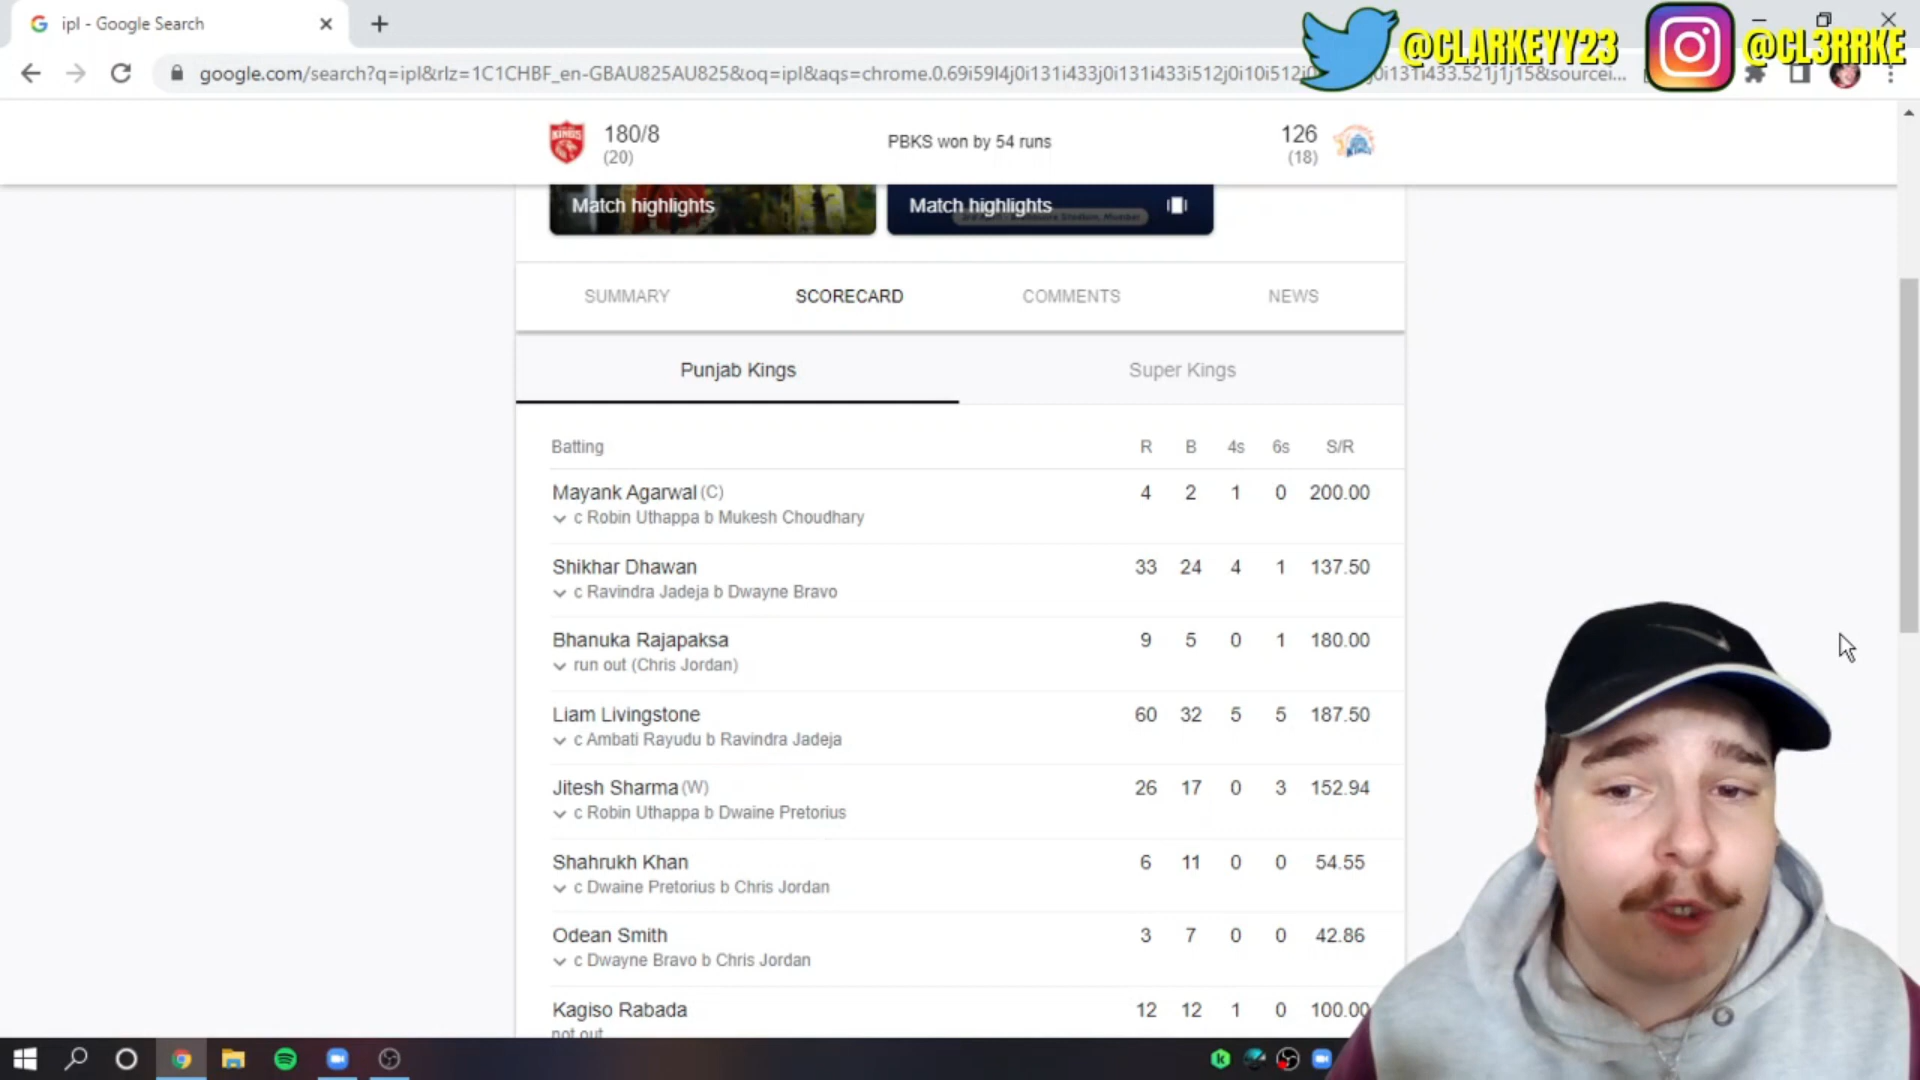 ipl - Google Search
@CLARKEYY23
@CL3RRKE
google.com/search?q=ipl&rlz=1C1CHBF_en-GBAU825AU825&oq=ipl&aqs=chrome.0.69i59l4j0i131i433j0i131i433i512j0i10i512j0 j0i131i433.521j1j15&sourcei...
180/8
(20)
PBKS won by 54 runs
126
(18)
KINGS
Match highlights
Match highlights
SUMMARY SCORECARD COMMENTS NEWS
Punjab Kings Super Kings
Batting R B 4s 6s S/R
Mayank Agarwal (C) 4 2 1 0 200.00
c Robin Uthappa b Mukesh Choudhary
Shikhar Dhawan 33 24 4 1 137.50
c Ravindra Jadeja b Dwayne Bravo
Bhanuka Rajapaksa 9 5 0 1 180.00
run out (Chris Jordan)
Liam Livingstone 60 32 5 5 187.50
c Ambati Rayudu b Ravindra Jadeja
Jitesh Sharma (W) 26 17 0 3 152.94
c Robin Uthappa b Dwaine Pretorius
Shahrukh Khan 6 11 0 0 54.55
c Dwaine Pretorius b Chris Jordan
Odean Smith 3 7 0 0 42.86
c Dwayne Bravo b Chris Jordan
Kagiso Rabada 12 12 1 0 100.00
not out